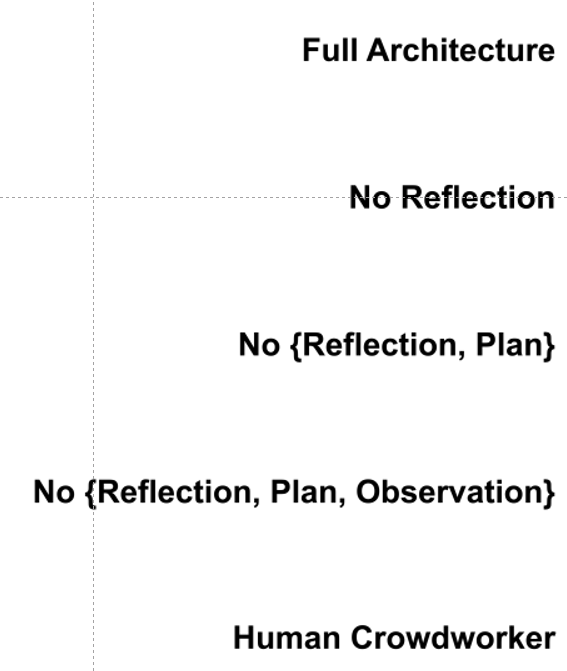 Full Architecture
No Reflection
No {Reflection, Plan}
No {Reflection, Plan, Observation}
Human Crowdworker